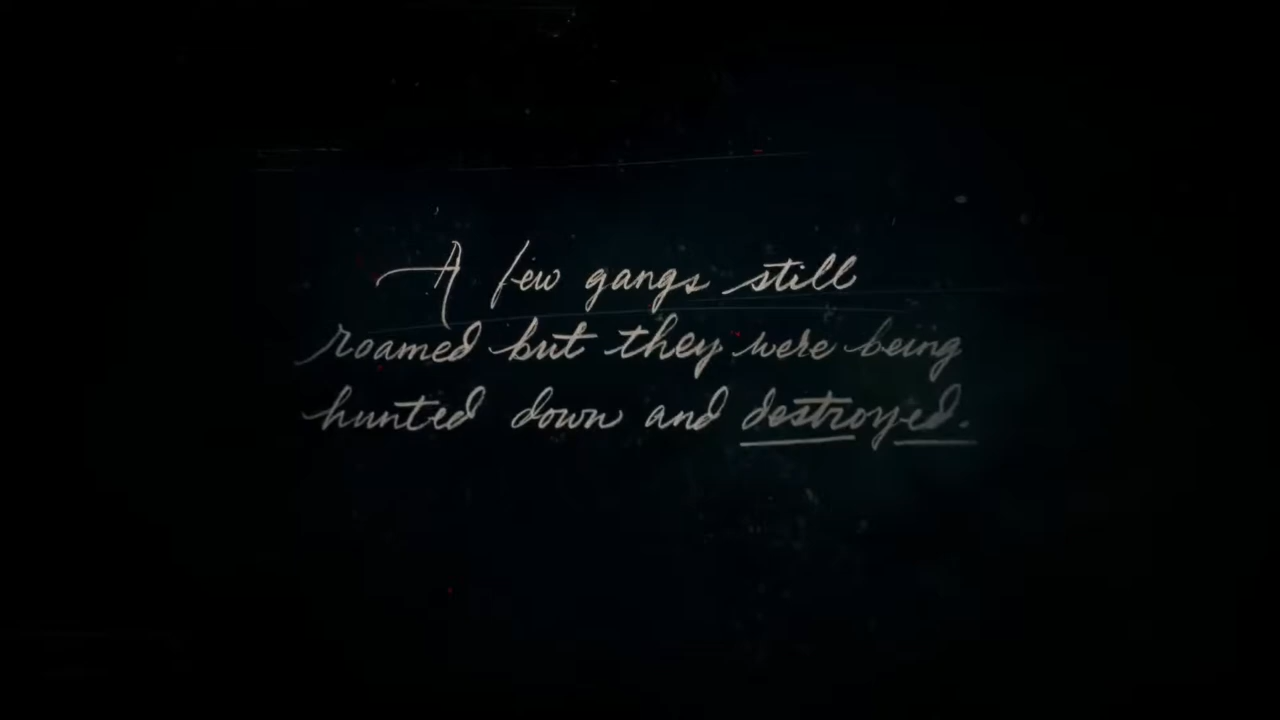 A few gangs still
roamed but they were being
hunted down and destroyed.